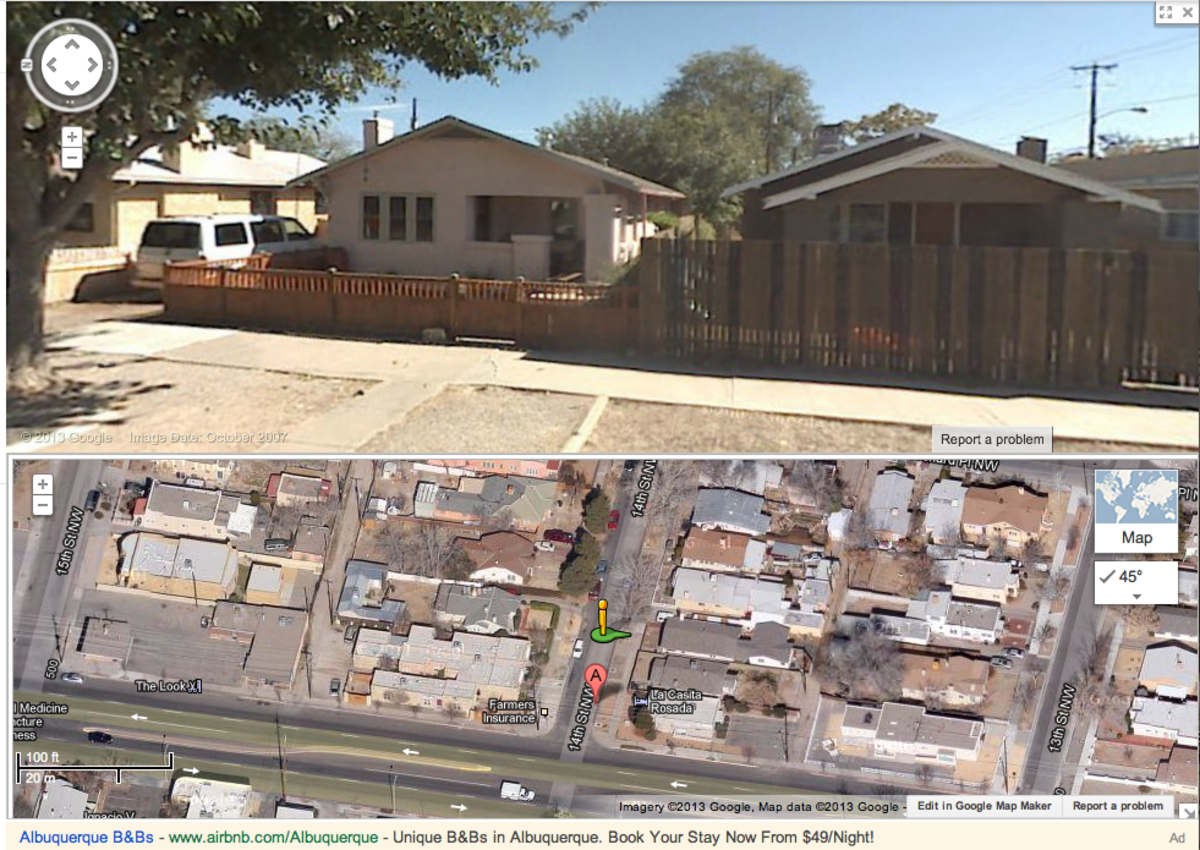 N
© 2013 Google Image Date: October 2007
Report a problem
PI NW
14th St NW
15th St NW
Map
45°
500
The Look
Farmers
Insurance
A
La Casita
Rosada
14th St NW
13th St NW
Medicine
100 ft
20 m
Imagery ©2013 Google, Map data ©2013 Google -
Edit in Google Map Maker
Report a problem
Albuquerque B&Bs - www.airbnb.com/Albuquerque - Unique B&Bs in Albuquerque. Book Your Stay Now From $49/Night!
Ad